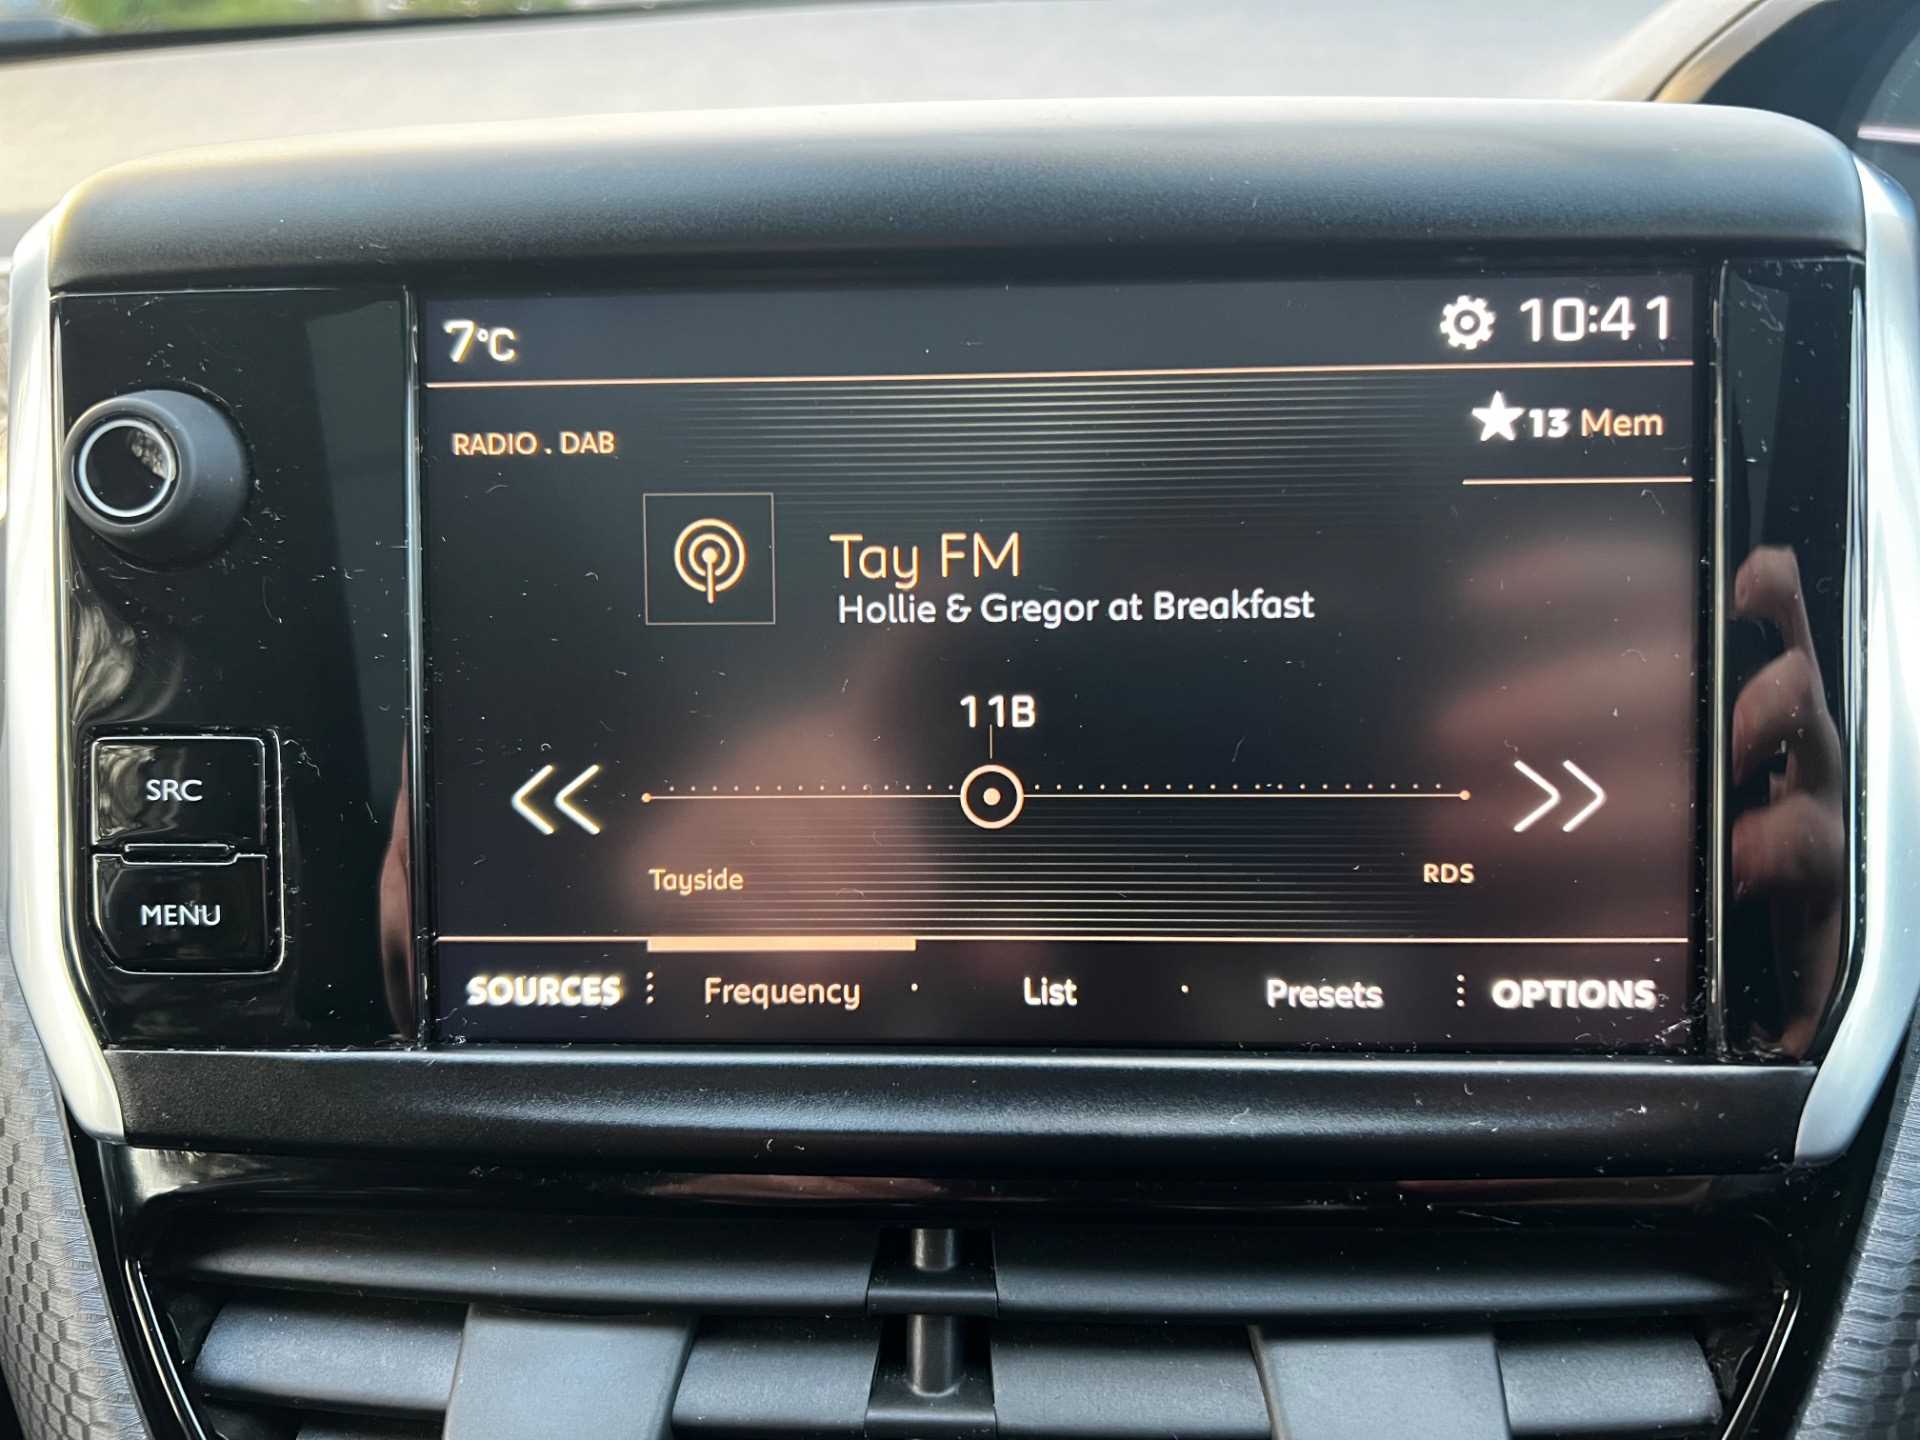 7°C
10:41
RADIO . DAB
13 Mem
Tay FM
Hollie & Gregor at Breakfast
11B
SRC
Tayside
RDS
MENU
SOURCES
Frequency
List
Presets
OPTIONS